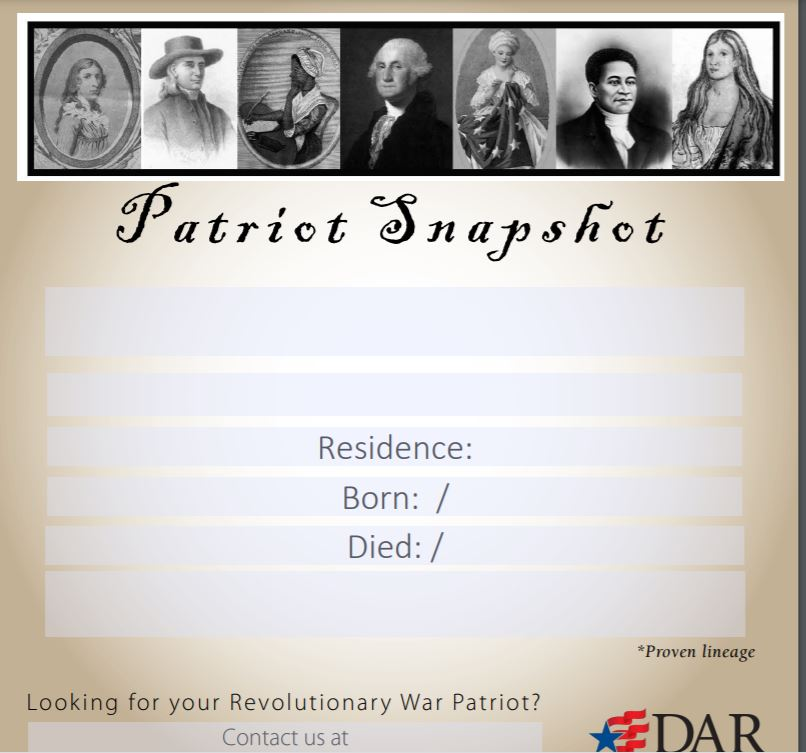 Patriot Snapshot
Residence:
Born: /
Died: /
*Proven lineage
Looking for your Revolutionary War Patriot?
Contact us at
DAR